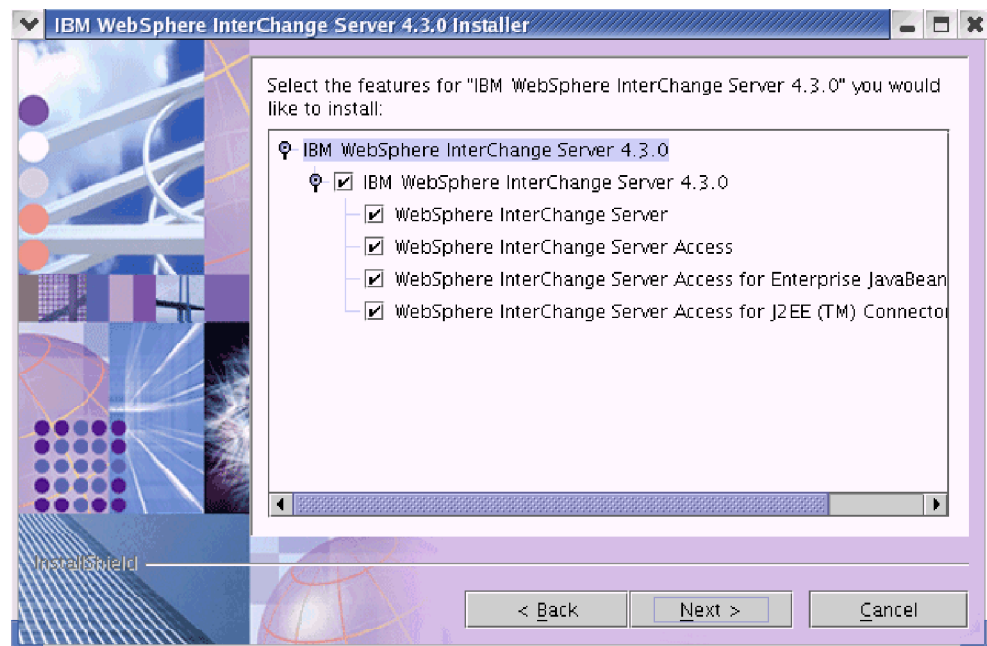 IBM WebSphere InterChange Server 4.3.0 Installer
Select the features for "IBM WebSphere InterChange Server 4.3.0" you would
like to install:
IBM WebSphere InterChange Server 4.3.0
IBM WebSphere InterChange Server 4.3.0
WebSphere InterChange Server
WebSphere InterChange Server Access
WebSphere InterChange Server Access for Enterprise JavaBean
WebSphere InterChange Server Access for J2EE (TM) Connecto
InstallShield
< Back
Next >
Cancel